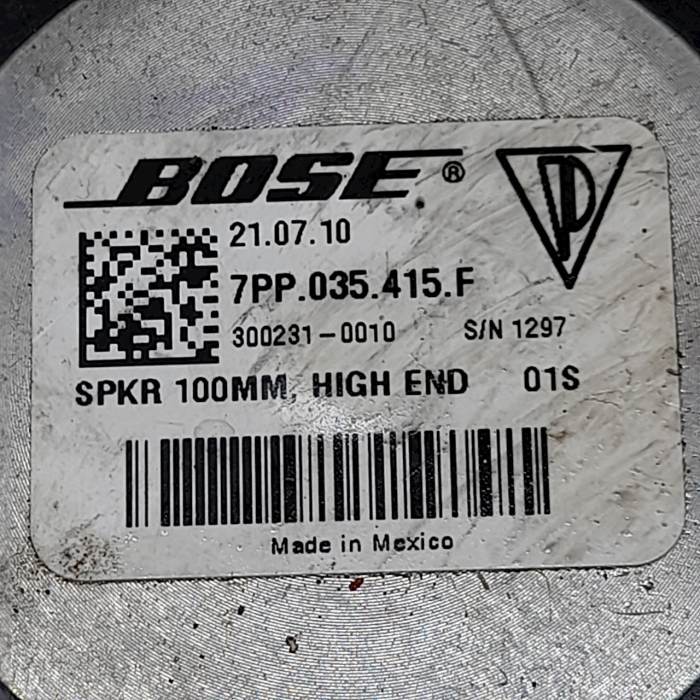 BOSE®
21.07.10
7PP.035.415.F
300231-0010 S/N 1297
SPKR 100MM, HIGH END 01S
Made in Mexico